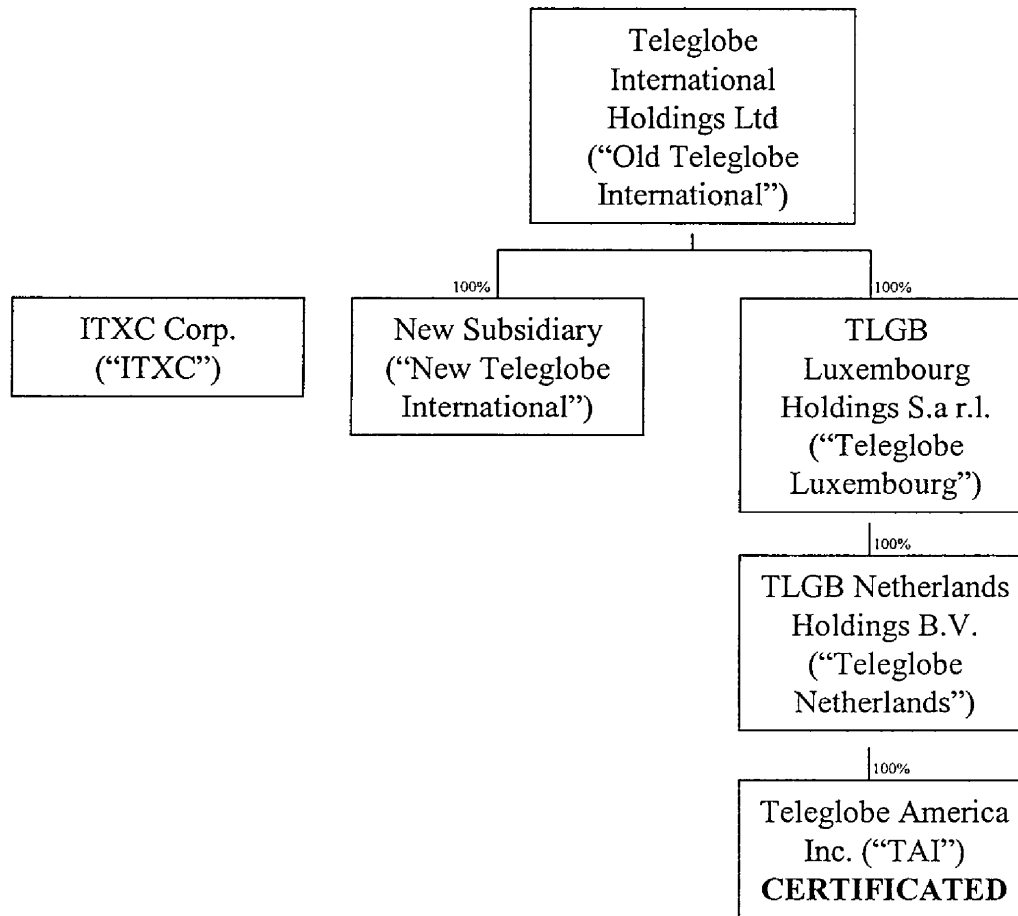 Teleglobe
International
Holdings Ltd
(“Old Teleglobe
International”)
100%
100%
ITXC Corp.
(“ITXC”)
New Subsidiary
(“New Teleglobe
International”)
TLGB
Luxembourg
Holdings S.a r.l.
(“Teleglobe
Luxembourg”)
100%
TLGB Netherlands
Holdings B.V.
(“Teleglobe
Netherlands”)
100%
Teleglobe America
Inc. (“TAI”)
CERTIFICATED